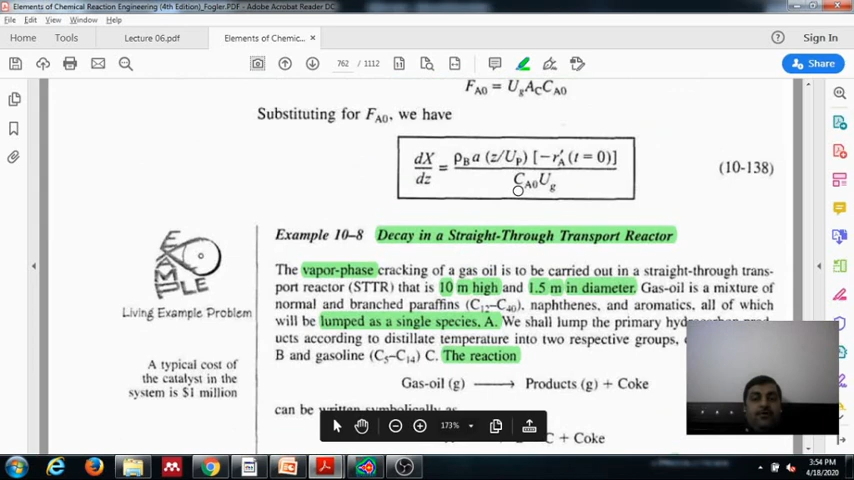 Elements of Chemical Reaction Engineering (4th Edition)_Fogler.PDF - Adobe Acrobat Reader DC
File Edit View Window Help
Home Tools Lecture 06.pdf Elements of Chemic... × Sign In
762 / 1112 Share
F_A0 = U_g A_C C_A0
Substituting for F_A0, we have
dX/dz = ρ_B a (z/U_P) [−r′_A (t = 0)] / C_A0 U_g (10-138)
Example 10–8 Decay in a Straight-Through Transport Reactor
The vapor-phase cracking of a gas oil is to be carried out in a straight-through trans-
port reactor (STTR) that is 10 m high and 1.5 m in diameter. Gas-oil is a mixture of
normal and branched paraffins (C12–C40), naphthenes, and aromatics, all of which
will be lumped as a single species, A. We shall lump the primary hydrocarbon
ucts according to distillate temperature into two respective groups,
B and gasoline (C5–C14) C. The reaction
Gas-oil (g) ⟶ Products (g) + Coke
can be written symbolically as
C + Coke
EXAMPLE
Living Example Problem
A typical cost of
the catalyst in the
system is $1 million
173%
3:54 PM
4/18/2020